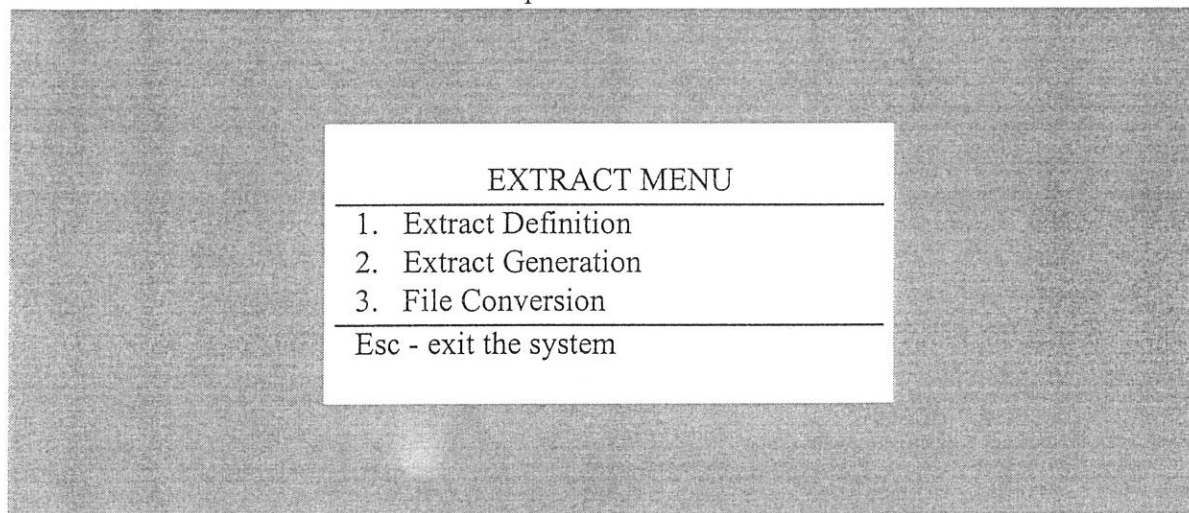 EXTRACT MENU
1. Extract Definition
2. Extract Generation
3. File Conversion
Esc - exit the system